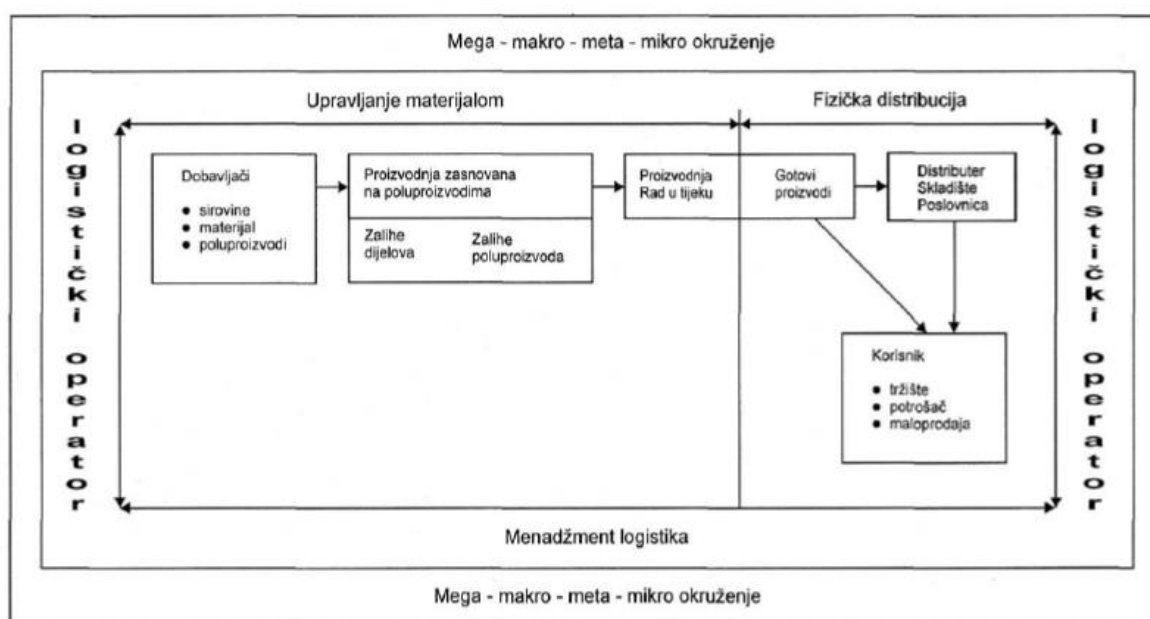 Mega - makro - meta - mikro okruženje
Upravljanje materijalom
Fizička distribucija
logistički operator
Dobavljači
● sirovine
● materijal
● poluproizvodi
Proizvodnja zasnovana
na poluproizvodima
Zalihe
dijelova
Zalihe
poluproizvoda
Proizvodnja
Rad u tijeku
Gotovi
proizvodi
Distributer
Skladište
Poslovnica
Korisnik
● tržište
● potrošač
● maloprodaja
logistički operator
Menadžment logistika
Mega - makro - meta - mikro okruženje